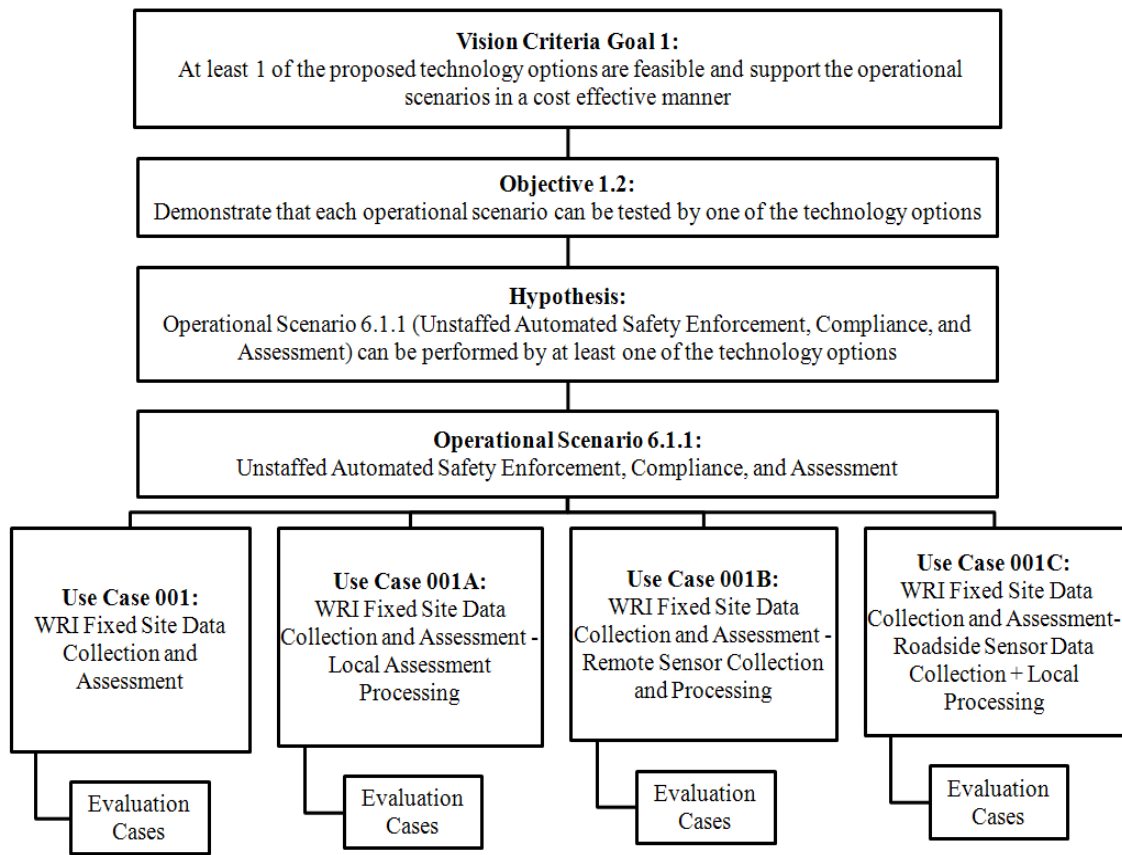 Vision Criteria Goal 1:
At least 1 of the proposed technology options are feasible and support the operational
scenarios in a cost effective manner
Objective 1.2:
Demonstrate that each operational scenario can be tested by one of the technology options
Hypothesis:
Operational Scenario 6.1.1 (Unstaffed Automated Safety Enforcement, Compliance, and
Assessment) can be performed by at least one of the technology options
Operational Scenario 6.1.1:
Unstaffed Automated Safety Enforcement, Compliance, and Assessment
Use Case 001:
WRI Fixed Site Data
Collection and
Assessment
Use Case 001A:
WRI Fixed Site Data
Collection and Assessment -
Local Assessment
Processing
Use Case 001B:
WRI Fixed Site Data
Collection and Assessment -
Remote Sensor Collection
and Processing
Use Case 001C:
WRI Fixed Site Data
Collection and Assessment-
Roadside Sensor Data
Collection + Local
Processing
Evaluation
Cases
Evaluation
Cases
Evaluation
Cases
Evaluation
Cases